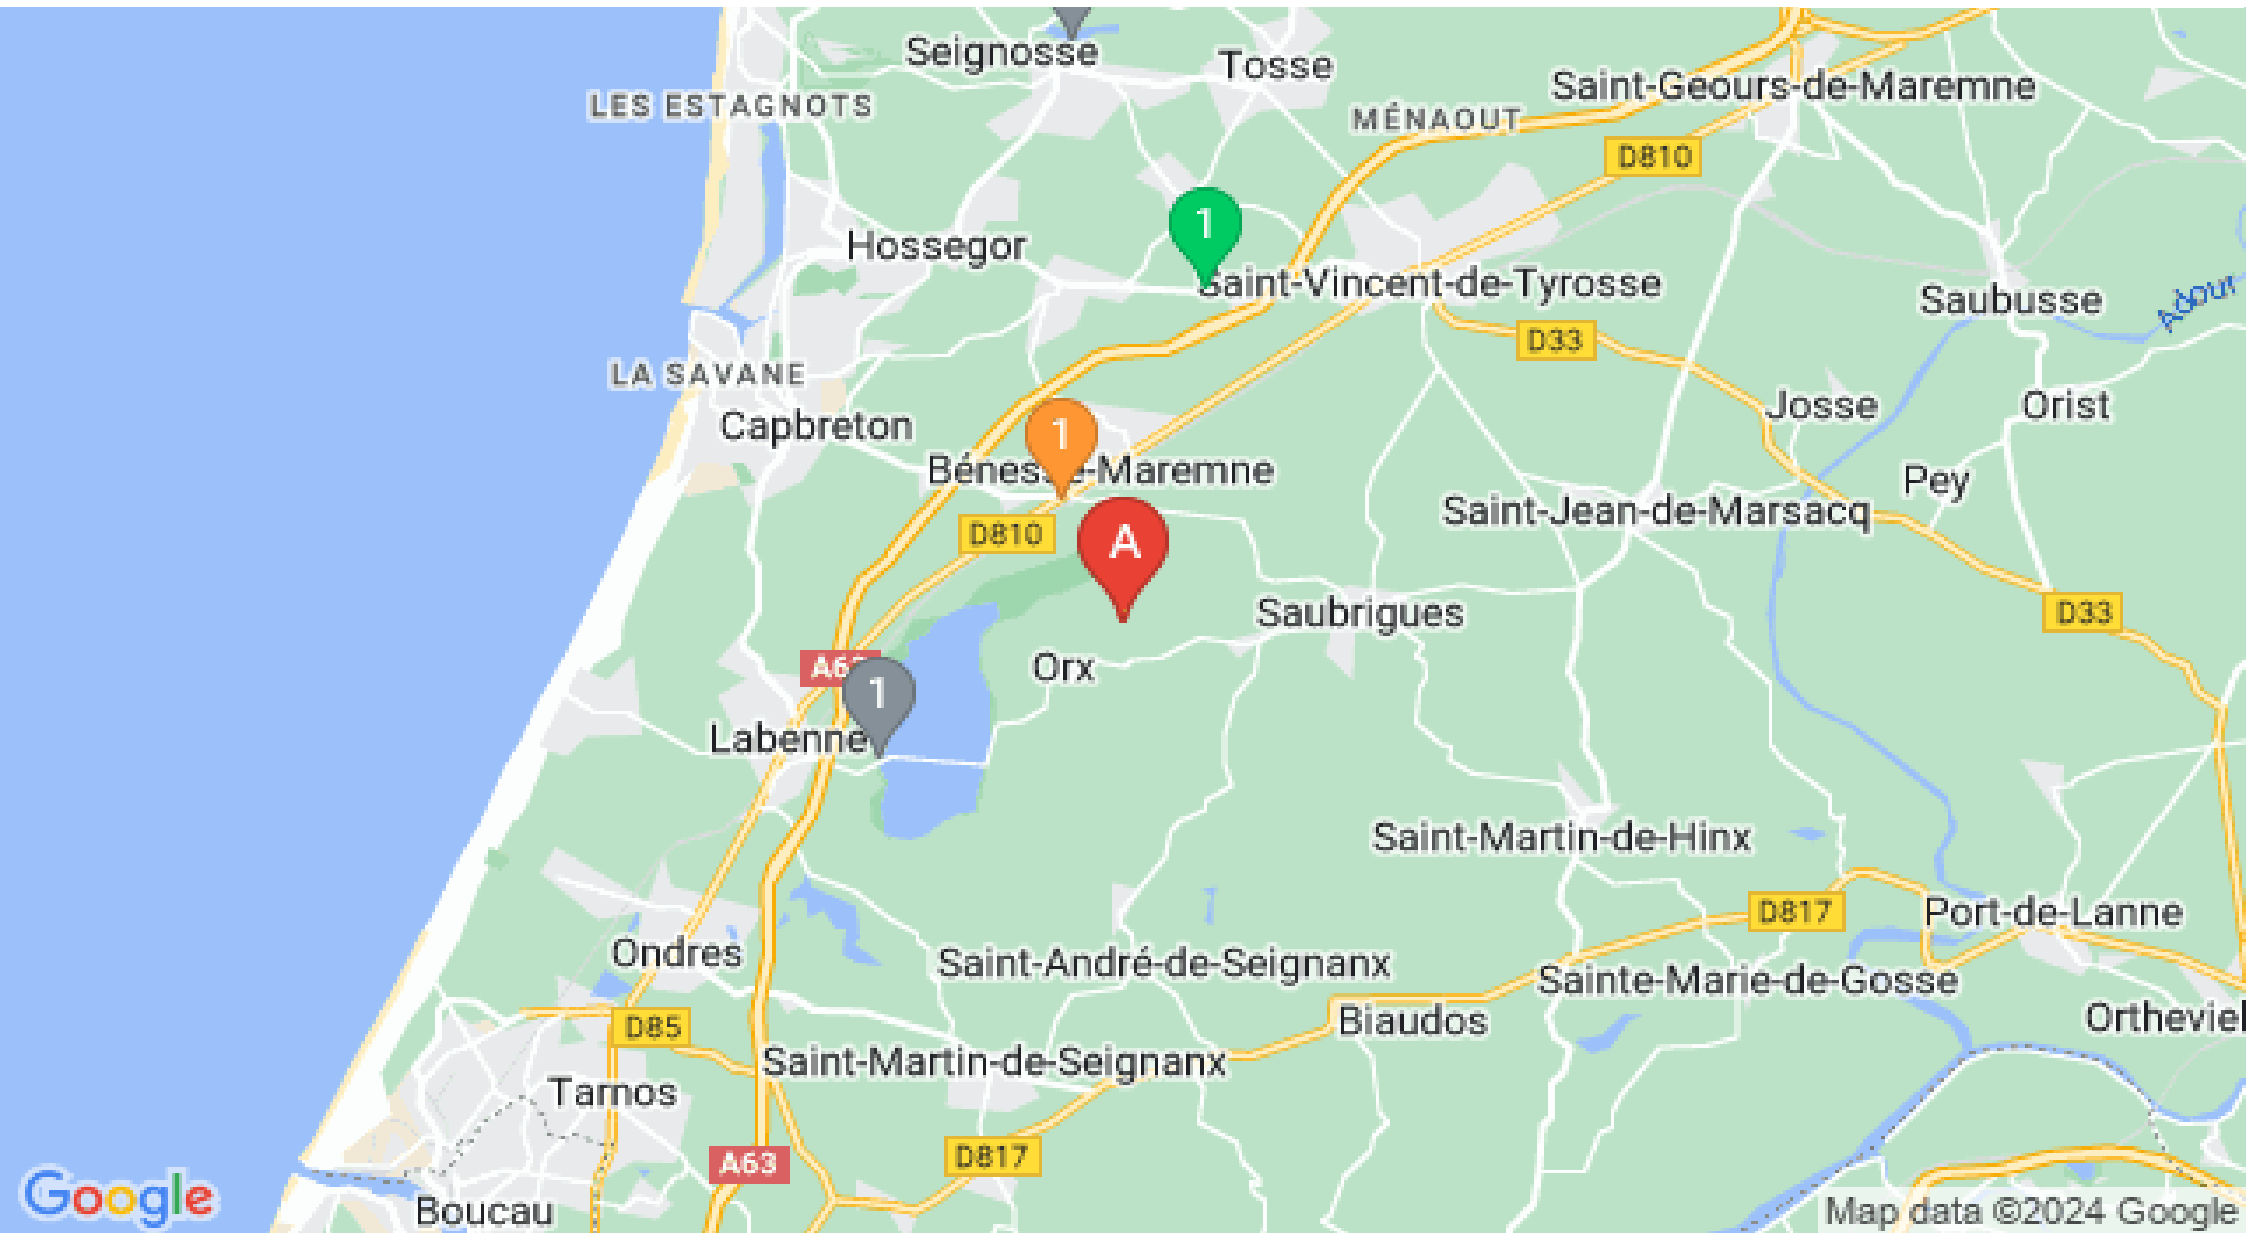 Seignosse
Tosse
Saint-Geours-de-Maremne
LES ESTAGNOTS
MÉNAOUT
D810
1
Hossegor
Saint-Vincent-de-Tyrosse
Saubusse
Adour
D33
LA SAVANE
Capbreton
Josse
Orist
1
Bénesse-Maremne
Pey
Saint-Jean-de-Marsacq
D810
A
Saubrigues
D33
A63
Orx
1
Labenne
Saint-Martin-de-Hinx
D817
Port-de-Lanne
Ondres
Saint-André-de-Seignanx
Sainte-Marie-de-Gosse
D85
Biaudos
Ortheviel
Saint-Martin-de-Seignanx
Tarnos
D817
A63
Google
Boucau
Map data ©2024 Google